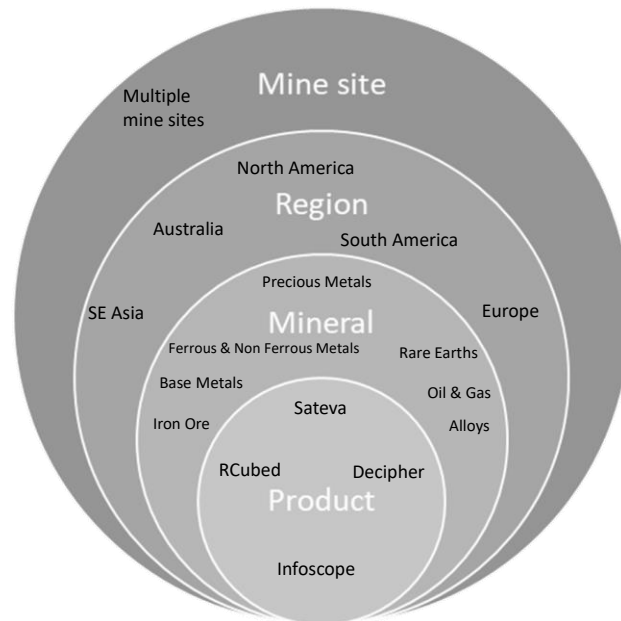 Mine site
Multiple
mine sites
North America
Region
Australia
South America
Precious Metals
SE Asia
Europe
Mineral
Ferrous & Non Ferrous Metals
Rare Earths
Base Metals
Oil & Gas
Iron Ore
Alloys
Sateva
RCubed
Decipher
Product
Infoscope